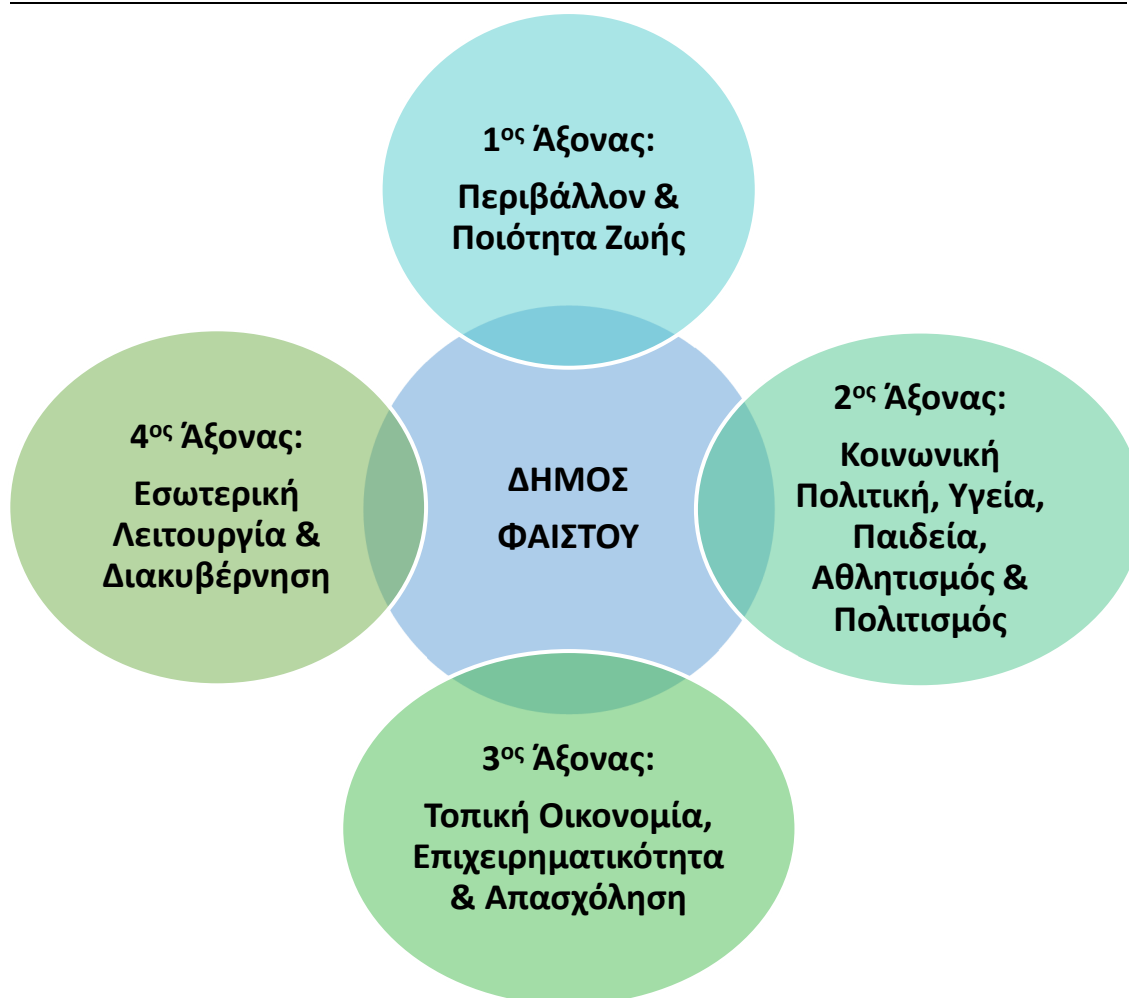 1ος Άξονας:
Περιβάλλον &
Ποιότητα Ζωής
2ος Άξονας:
Κοινωνική
Πολιτική, Υγεία,
Παιδεία,
Αθλητισμός &
Πολιτισμός
4ος Άξονας:
Εσωτερική
Λειτουργία &
Διακυβέρνηση
ΔΗΜΟΣ
ΦΑΙΣΤΟΥ
3ος Άξονας:
Τοπική Οικονομία,
Επιχειρηματικότητα
& Απασχόληση